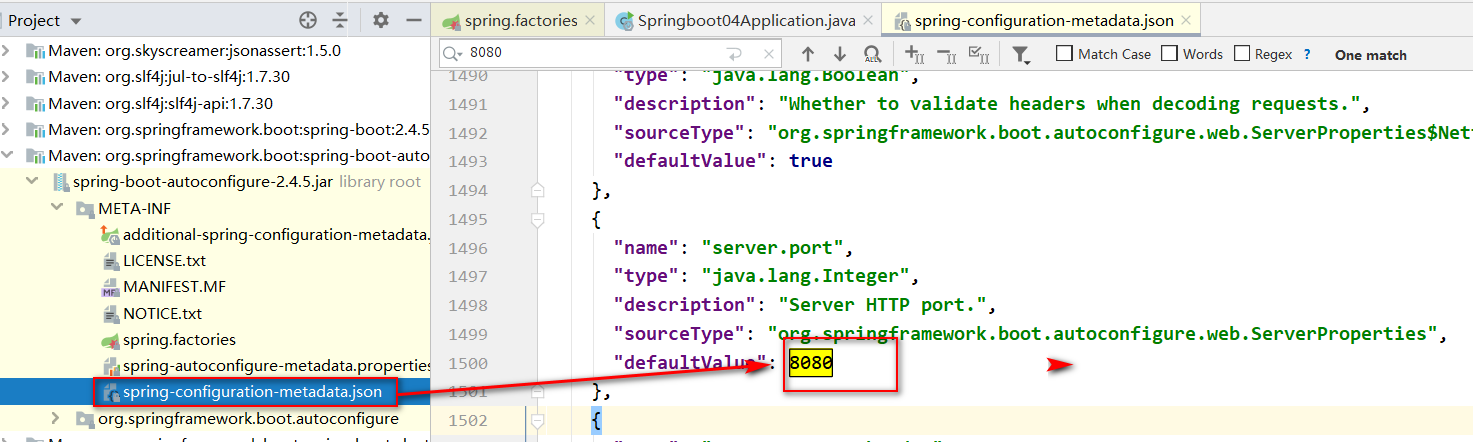 Project
spring.factories
Springboot04Application.java
spring-configuration-metadata.json
Maven: org.skyscreamer:jsonassert:1.5.0
Maven: org.slf4j:jul-to-slf4j:1.7.30
Maven: org.slf4j:slf4j-api:1.7.30
Maven: org.springframework.boot:spring-boot:2.4.5
Maven: org.springframework.boot:spring-boot-auto
spring-boot-autoconfigure-2.4.5.jar library root
META-INF
additional-spring-configuration-metadata.
LICENSE.txt
MANIFEST.MF
NOTICE.txt
spring.factories
spring-autoconfigure-metadata.properties
spring-configuration-metadata.json
org.springframework.boot.autoconfigure
8080
Match Case
Words
Regex
?
One match
1490 "type": "java.lang.Boolean",
1491 "description": "Whether to validate headers when decoding requests.",
1492 "sourceType": "org.springframework.boot.autoconfigure.web.ServerProperties$Nett
1493 "defaultValue": true
1494 },
1495 {
1496 "name": "server.port",
1497 "type": "java.lang.Integer",
1498 "description": "Server HTTP port.",
1499 "sourceType": "org.springframework.boot.autoconfigure.web.ServerProperties",
1500 "defaultValue": 8080
1501 },
1502 {